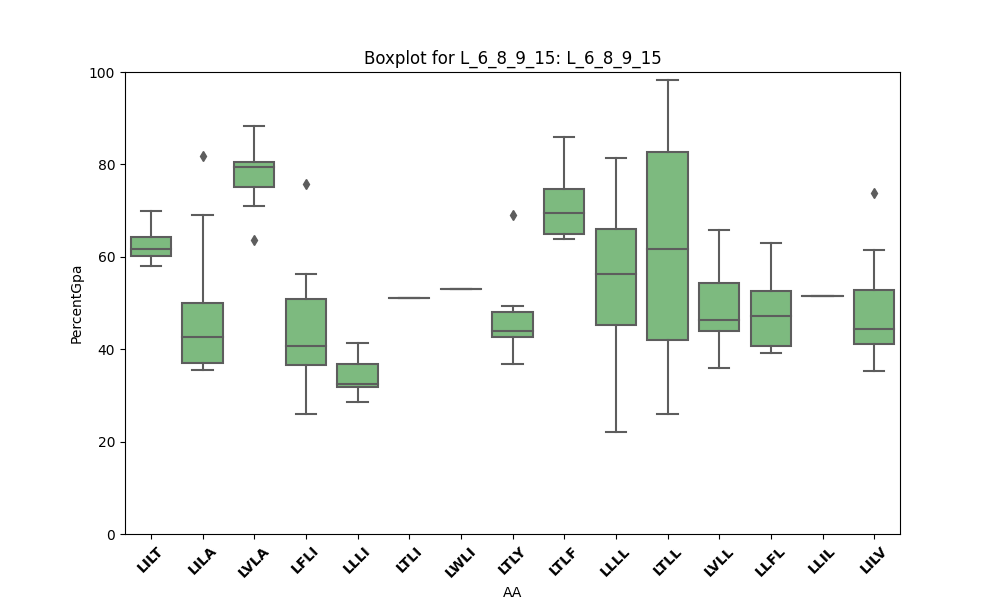 Boxplot for L_6_8_9_15: L_6_8_9_15
100
80
60
40
20
0
PercentGpa
LILT LILA LVLA LFLI LLLI LTLI LWLI LTLY LTLF LLLL LTLL LVLL LLFL LLIL LILV
AA